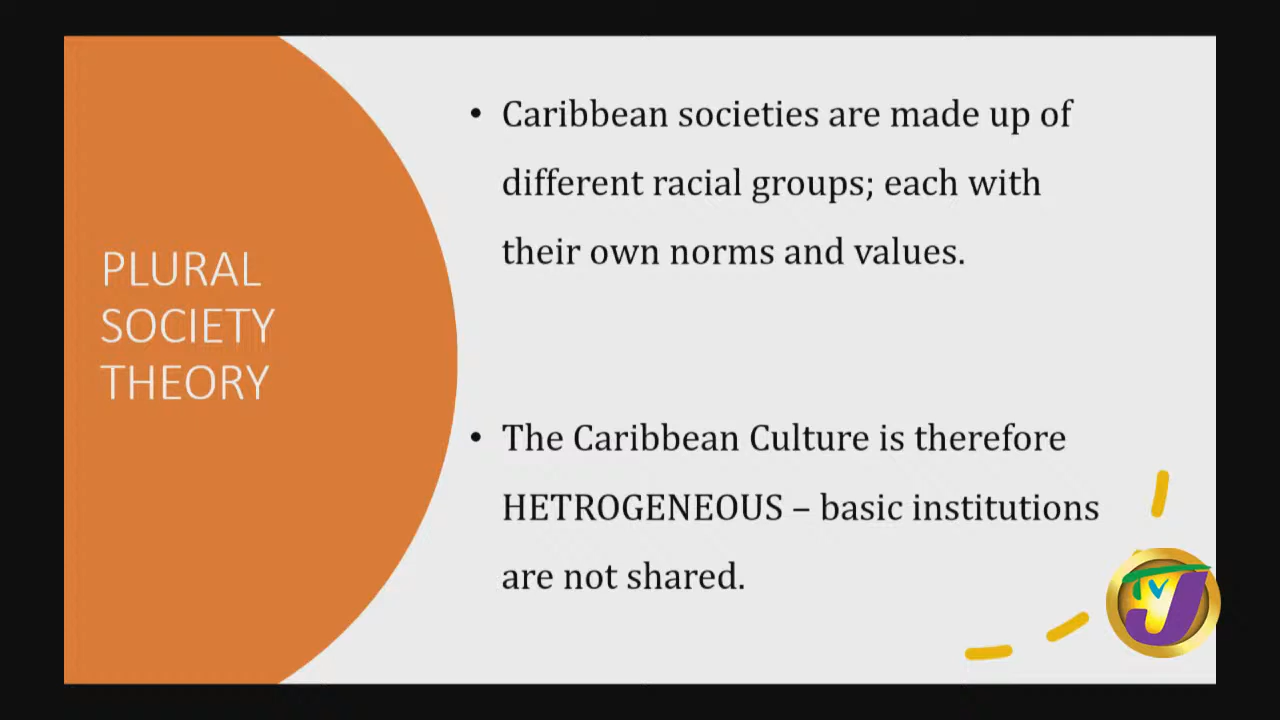 PLURAL
SOCIETY
THEORY
• Caribbean societies are made up of
different racial groups; each with
their own norms and values.
• The Caribbean Culture is therefore
HETROGENEOUS – basic institutions
are not shared.
TVJ